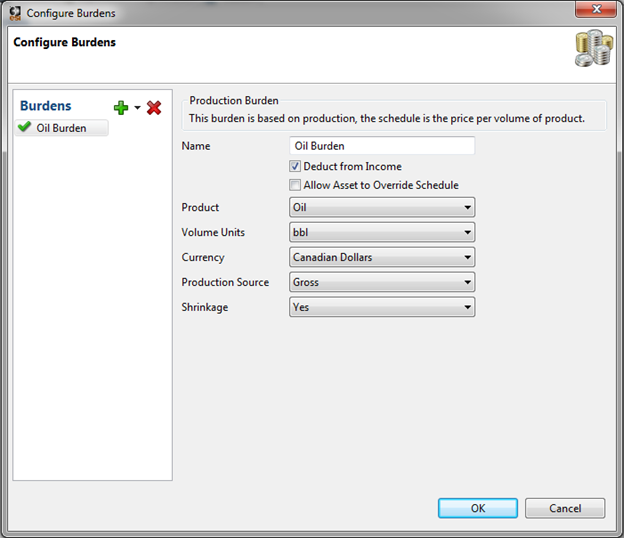 Configure Burdens
Configure Burdens
Burdens
Oil Burden
Production Burden
This burden is based on production, the schedule is the price per volume of product.
Name Oil Burden
Deduct from Income
Allow Asset to Override Schedule
Product Oil
Volume Units bbl
Currency Canadian Dollars
Production Source Gross
Shrinkage Yes
OK Cancel